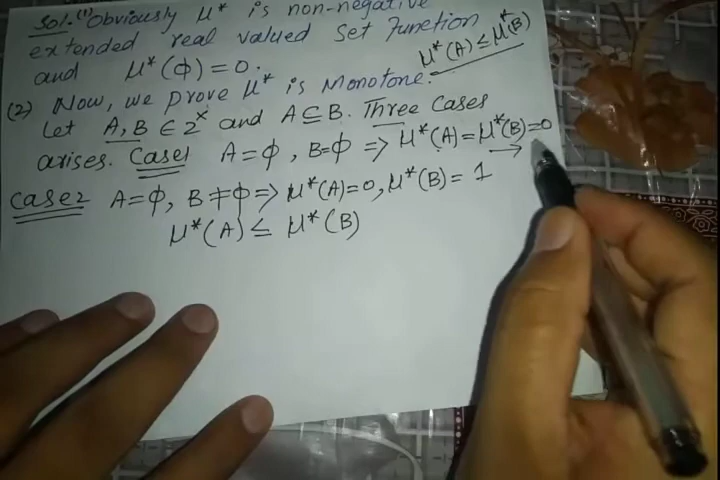 Sol. (1) Obviously μ* is non-negative
extended real valued Set Function
and μ*(φ)=0.
μ*(A)≤μ*(B)
(2) Now, we prove μ* is Monotone.
Let A,B ∈ 2^X and A⊆B. Three Cases
arises. Case1 A=φ, B=φ => μ*(A)=μ*(B)=0
→
Case2 A=φ, B≠φ => μ*(A)=0, μ*(B)= 1
μ*(A) ≤ μ*(B)